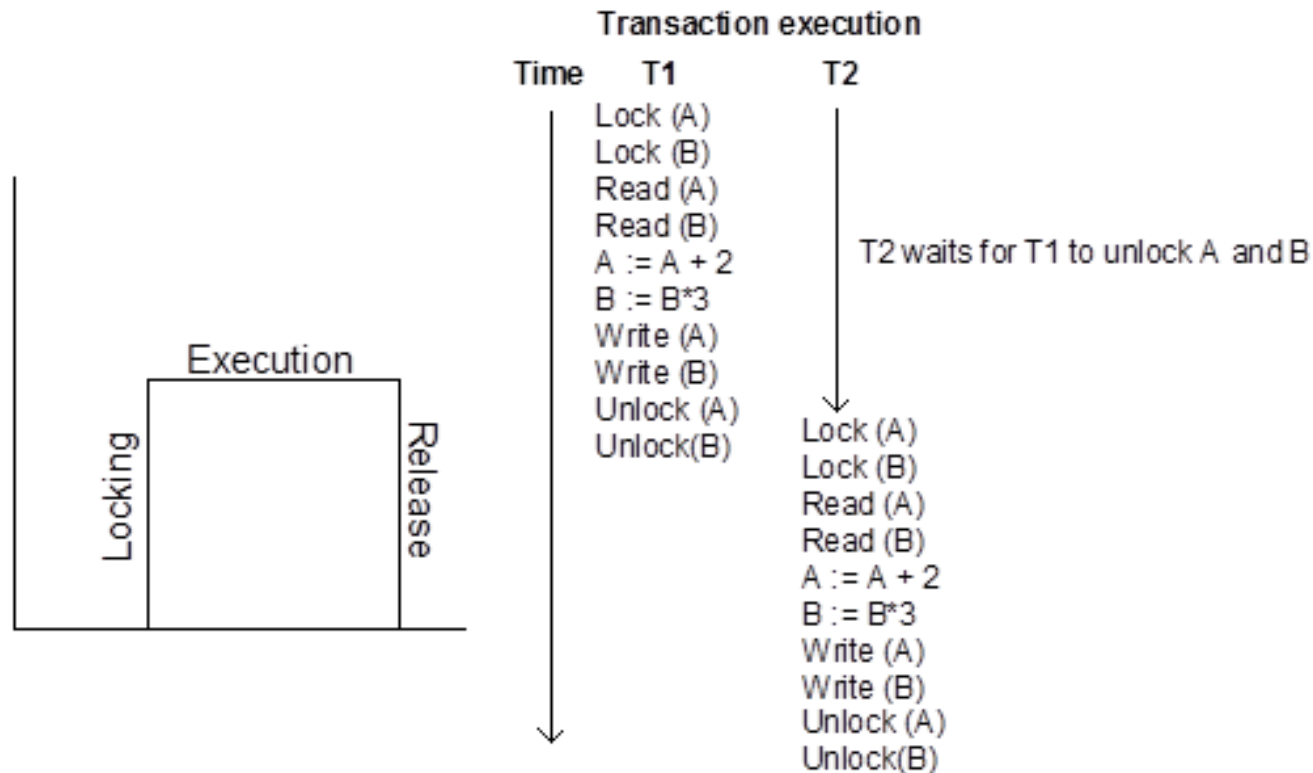 Transaction execution
Time T1 T2
Lock (A)
Lock (B)
Read (A)
Read (B)
A := A + 2
B := B*3
Write (A)
Write (B)
Unlock (A)
Unlock(B)
T2 waits for T1 to unlock A and B
Lock (A)
Lock (B)
Read (A)
Read (B)
A := A + 2
B := B*3
Write (A)
Write (B)
Unlock (A)
Unlock(B)
Execution
Locking
Release